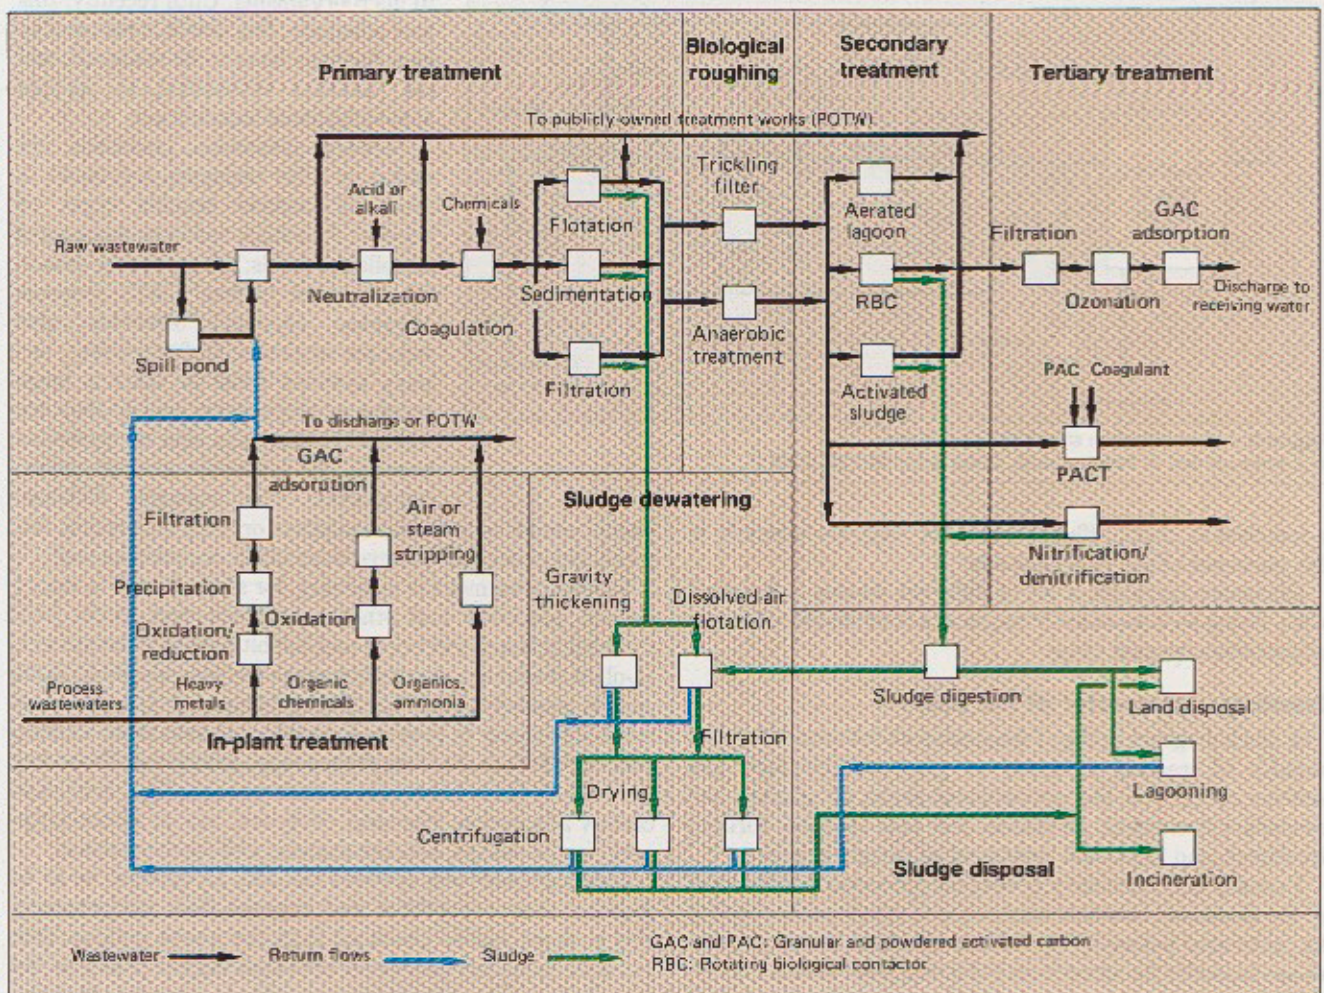 Primary treatment
Biological
roughing
Secondary
treatment
Tertiary treatment
To publicly owned treatment works (POTW)
Raw wastewater
Spill pond
Acid or
alkali
Neutralization
Chemicals
Coagulation
Flotation
Sedimentation
Filtration
Trickling
filter
Anaerobic
treatment
Aerated
lagoon
RBC
Activated
sludge
Filtration
Ozonation
GAC
adsorption
Discharge to
receiving water
PAC Coagulant
PACT
Nitrification/
denitrification
To discharge or POTW
GAC
adsorption
Filtration
Precipitation
Oxidation/
reduction
Oxidation
Air or
steam
stripping
Process
wastewaters
Heavy
metals
Organic
chemicals
Organics,
ammonia
In-plant treatment
Sludge dewatering
Gravity
thickening
Dissolved air
flotation
Filtration
Drying
Centrifugation
Sludge digestion
Land disposal
Lagooning
Incineration
Sludge disposal
Wastewater
Return flows
Sludge
GAC and PAC: Granular and powdered activated carbon
RBC: Rotating biological contactor